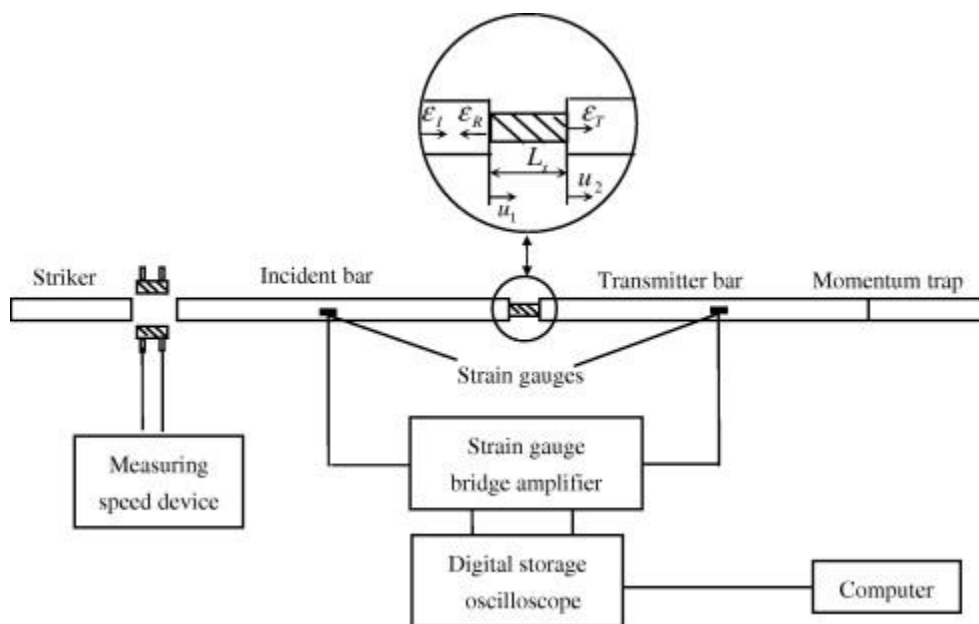 ε_I
ε_R
ε_T
L_s
u_1
u_2
Striker
Incident bar
Transmitter bar
Momentum trap
Strain gauges
Measuring
speed device
Strain gauge
bridge amplifier
Digital storage
oscilloscope
Computer